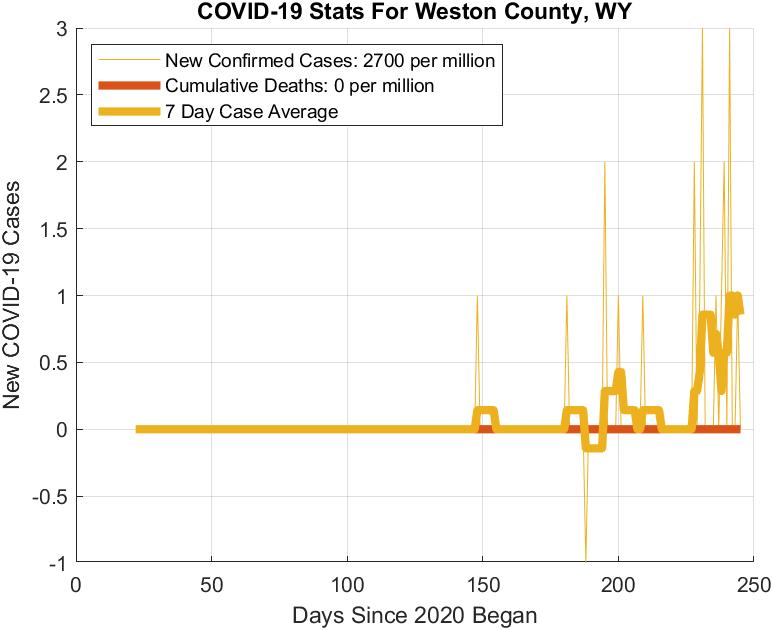 COVID-19 Stats For Weston County, WY
New Confirmed Cases: 2700 per million
Cumulative Deaths: 0 per million
7 Day Case Average
New COVID-19 Cases
3
2.5
2
1.5
1
0.5
0
-0.5
-1
0 50 100 150 200 250
Days Since 2020 Began